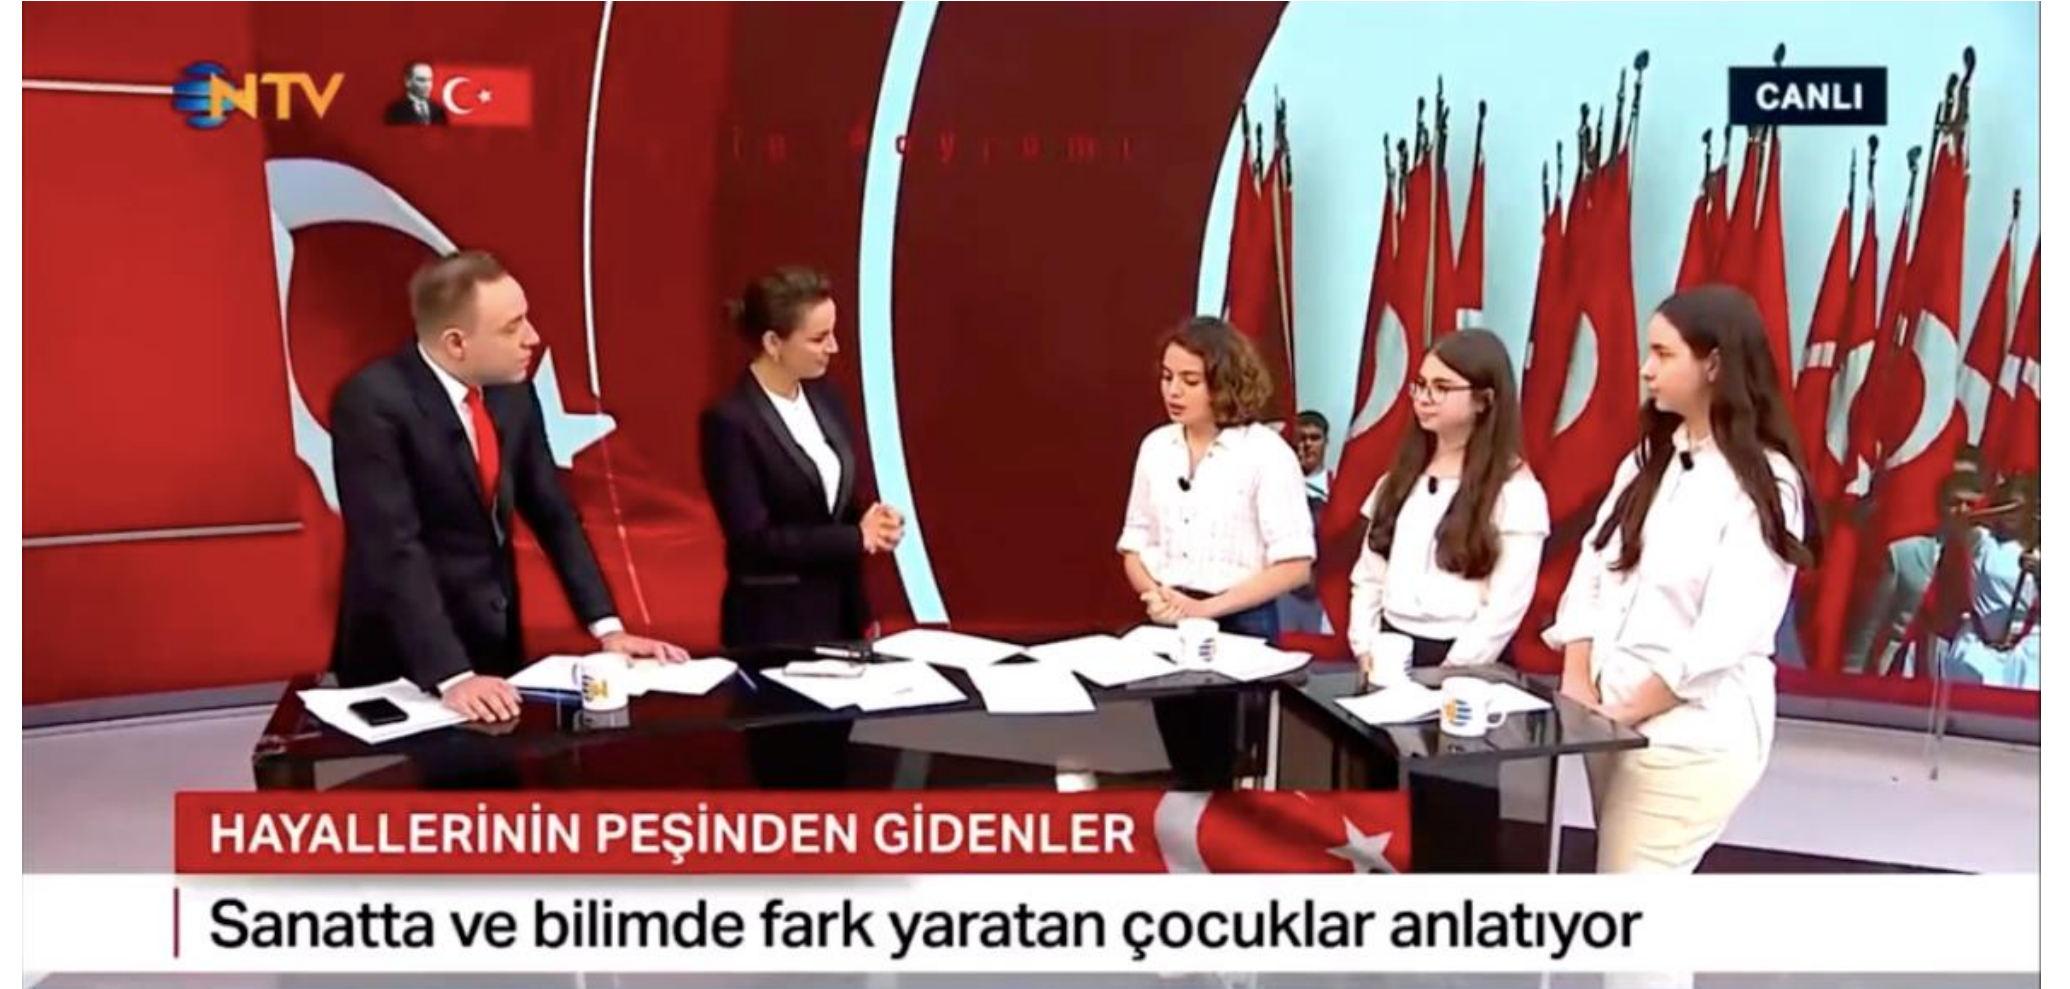 NTV
CANLI
HAYALLERİNİN PEŞİNDEN GİDENLER
Sanatta ve bilimde fark yaratan çocuklar anlatıyor